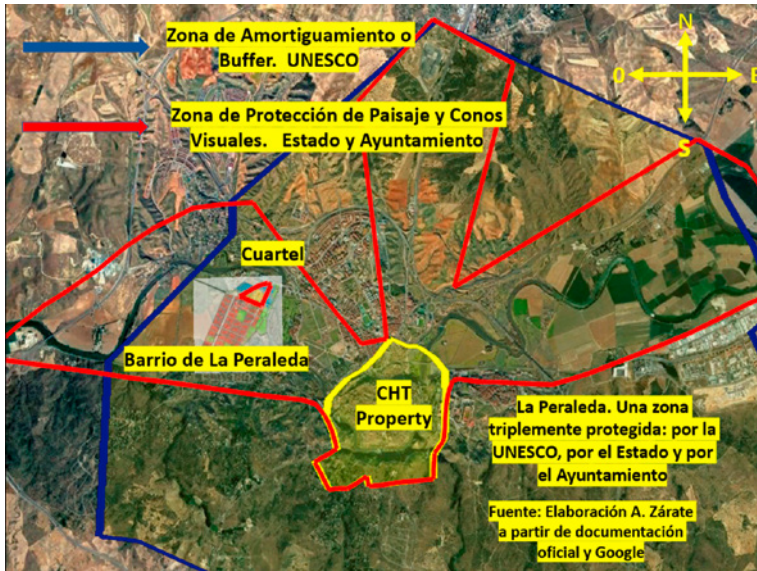 Zona de Amortiguamiento o
Buffer. UNESCO
N
O
E
S
Zona de Protección de Paisaje y Conos
Visuales. Estado y Ayuntamiento
Cuartel
Barrio de La Peraleda
CHT
Property
La Peraleda. Una zona
triplemente protegida: por la
UNESCO, por el Estado y por
el Ayuntamiento
Fuente: Elaboración A. Zárate
a partir de documentación
oficial y Google